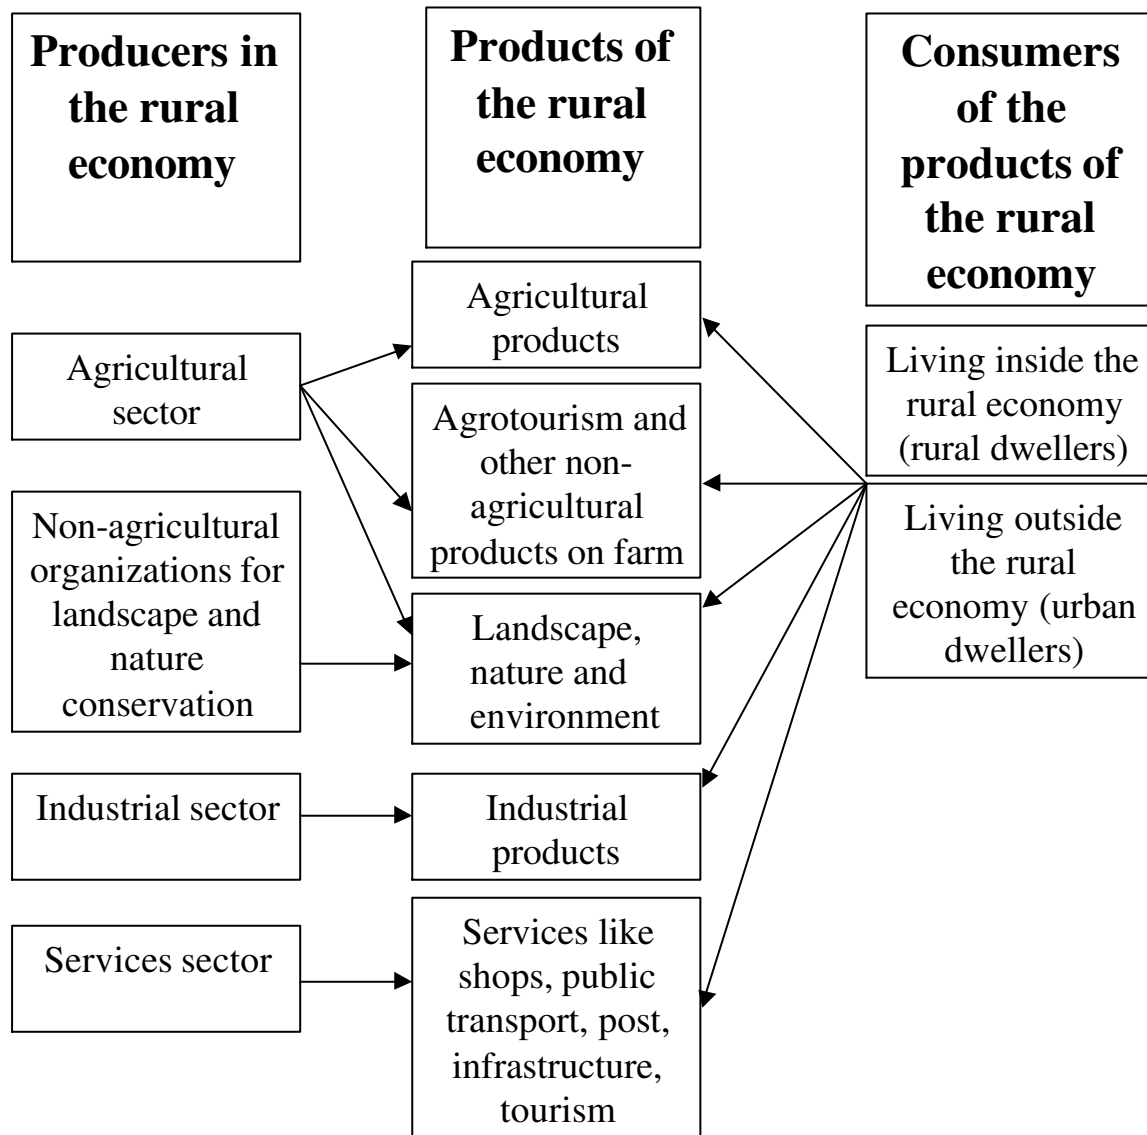 Producers in
the rural
economy
Products of
the rural
economy
Consumers
of the
products of
the rural
economy
Agricultural
sector
Non-agricultural
organizations for
landscape and
nature
conservation
Industrial sector
Services sector
Agricultural
products
Agrotourism and
other non-
agricultural
products on farm
Landscape,
nature and
environment
Industrial
products
Services like
shops, public
transport, post,
infrastructure,
tourism
Living inside the
rural economy
(rural dwellers)
Living outside
the rural
economy (urban
dwellers)